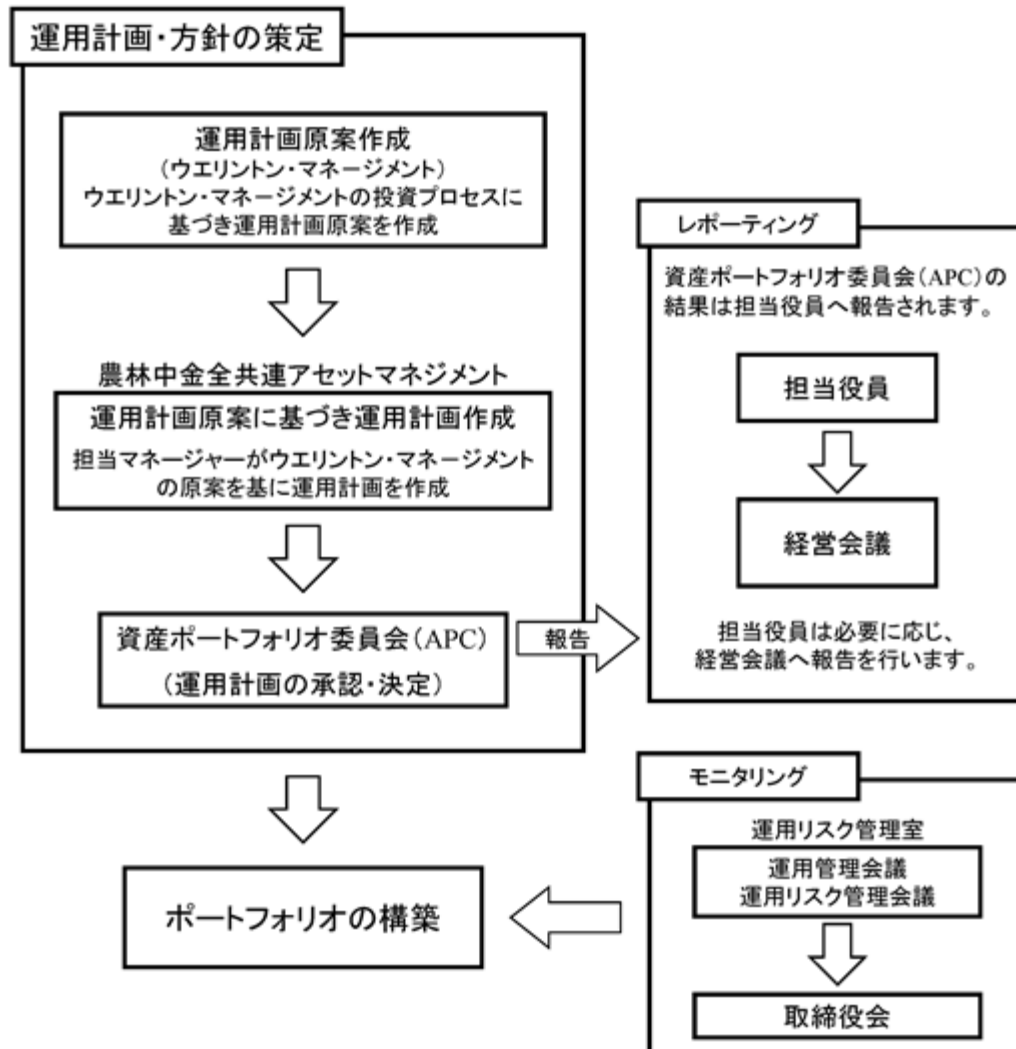 運用計画・方針の策定
運用計画原案作成
（ウエリントン・マネージメント）
ウエリントン・マネージメントの投資プロセスに
基づき運用計画原案を作成
農林中金全共連アセットマネジメント
運用計画原案に基づき運用計画作成
担当マネージャーがウエリントン・マネージメント
の原案を基に運用計画を作成
資産ポートフォリオ委員会（APC）
（運用計画の承認・決定）
報告
ポートフォリオの構築
レポーティング
資産ポートフォリオ委員会（APC）の
結果は担当役員へ報告されます。
担当役員
経営会議
担当役員は必要に応じ、
経営会議へ報告を行います。
モニタリング
運用リスク管理室
運用管理会議
運用リスク管理会議
取締役会